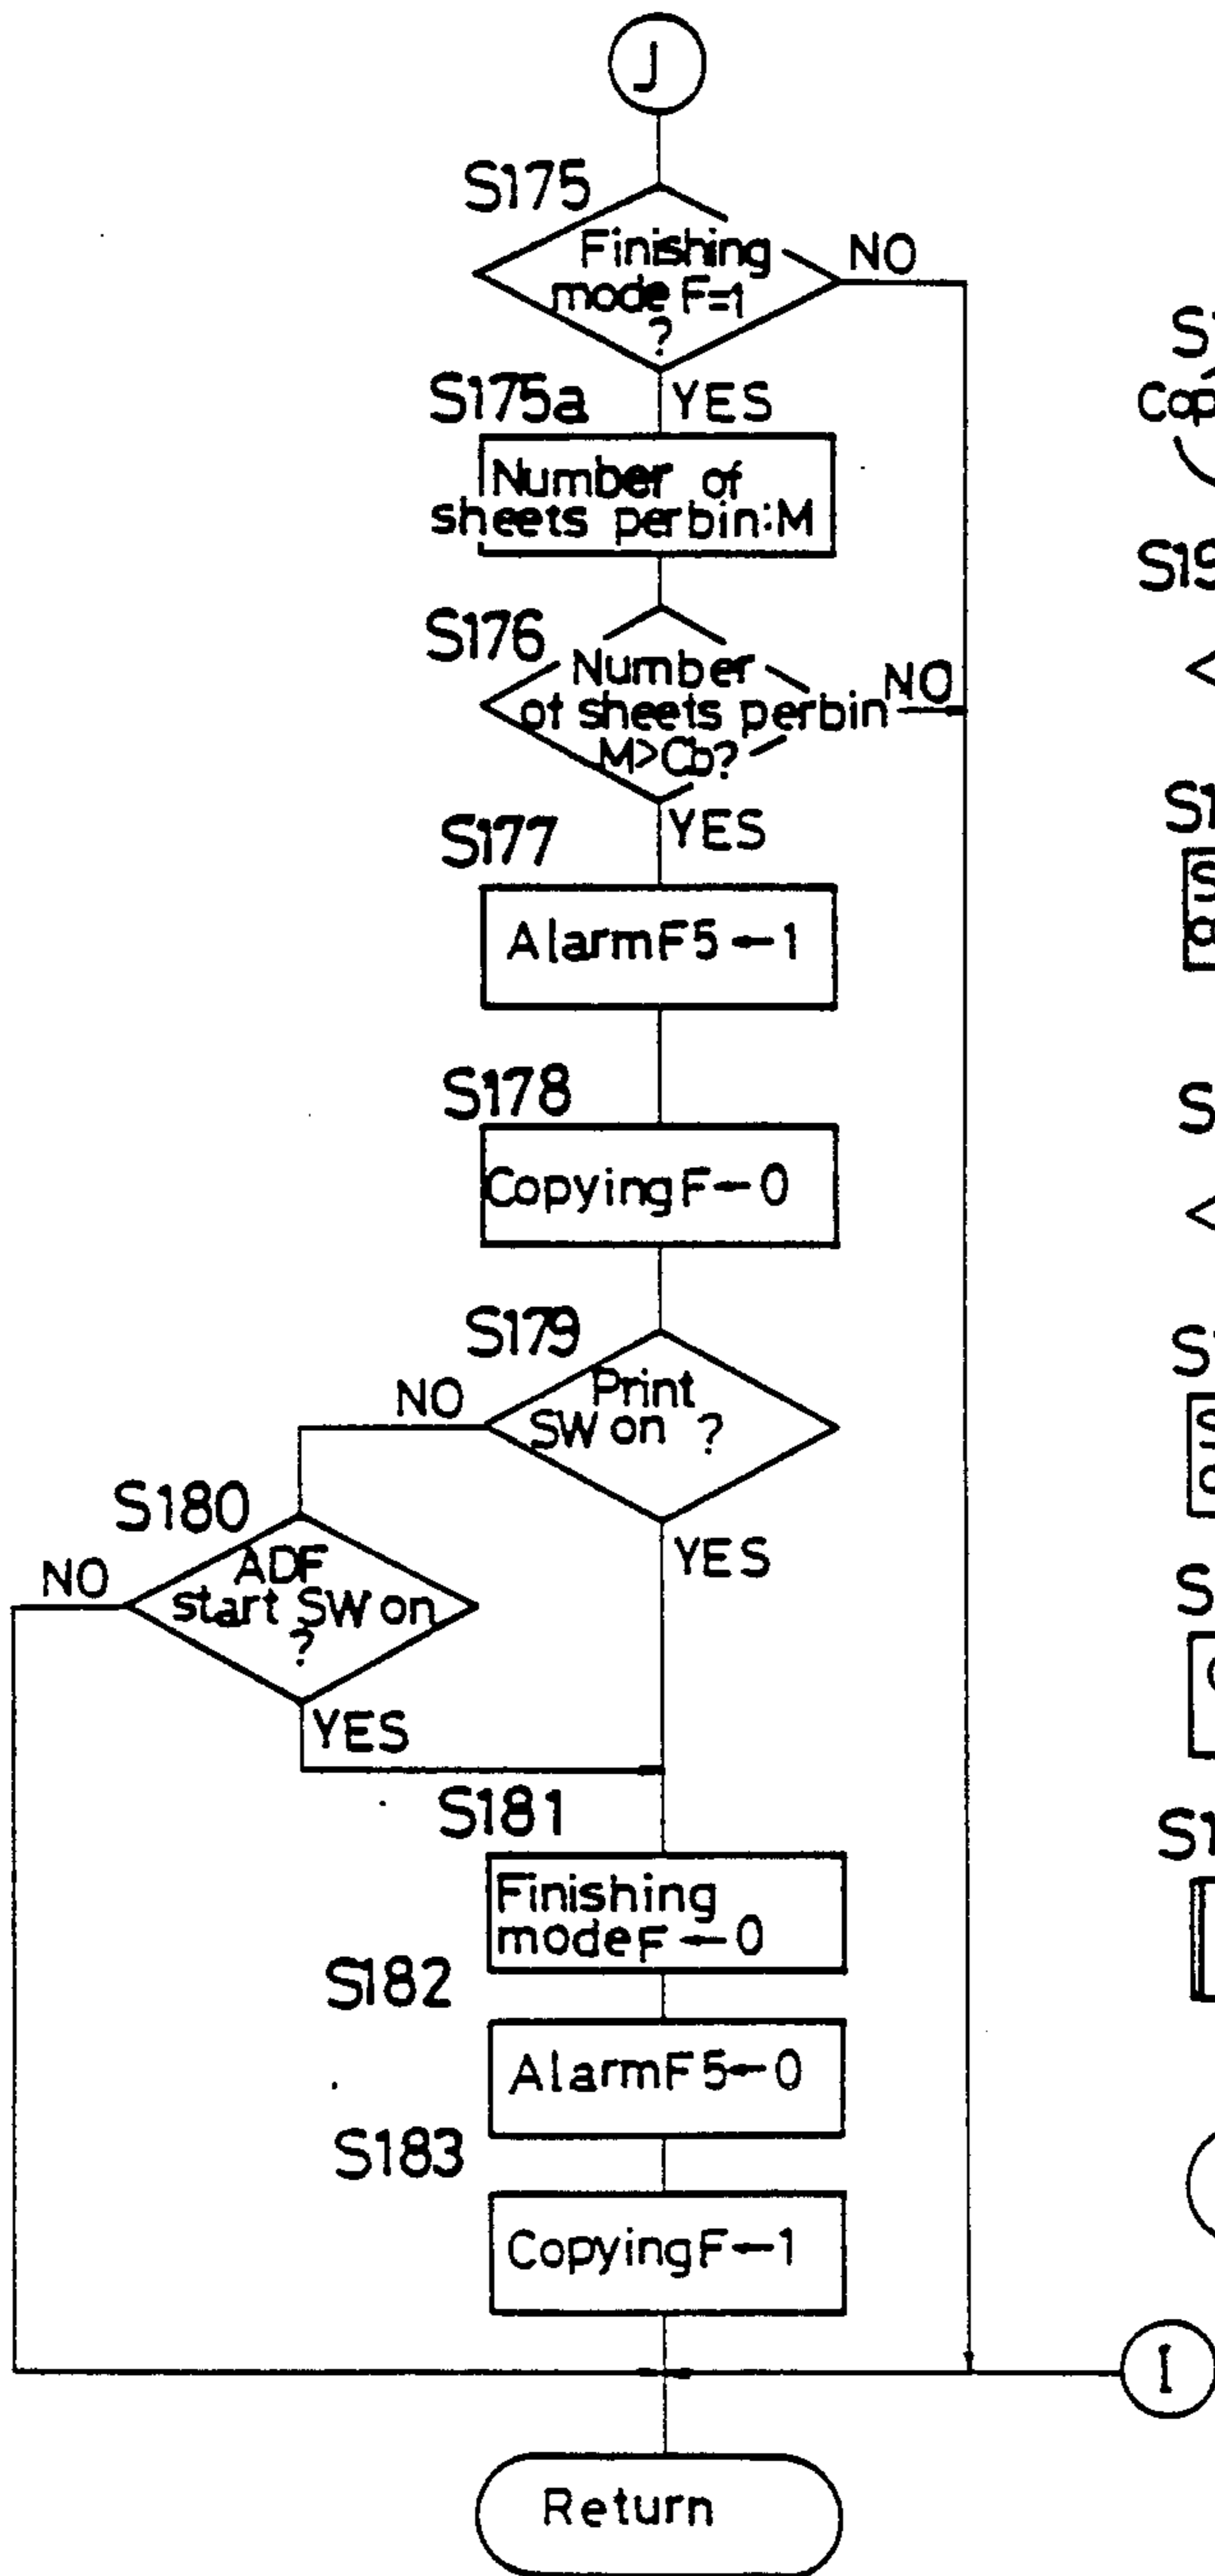 J
S175
Finishing
mode F=1
?
NO
S175a
YES
Number of
sheets perbin:M
S176
Number
of sheets perbin
M>Cb?
NO
S177
YES
AlarmF5←1
S178
CopyingF←0
S179
Print
SW on ?
NO
YES
S180
ADF
start SW on
?
NO
YES
S181
Finishing
modeF←0
S182
AlarmF5←0
S183
CopyingF←1
I
Return